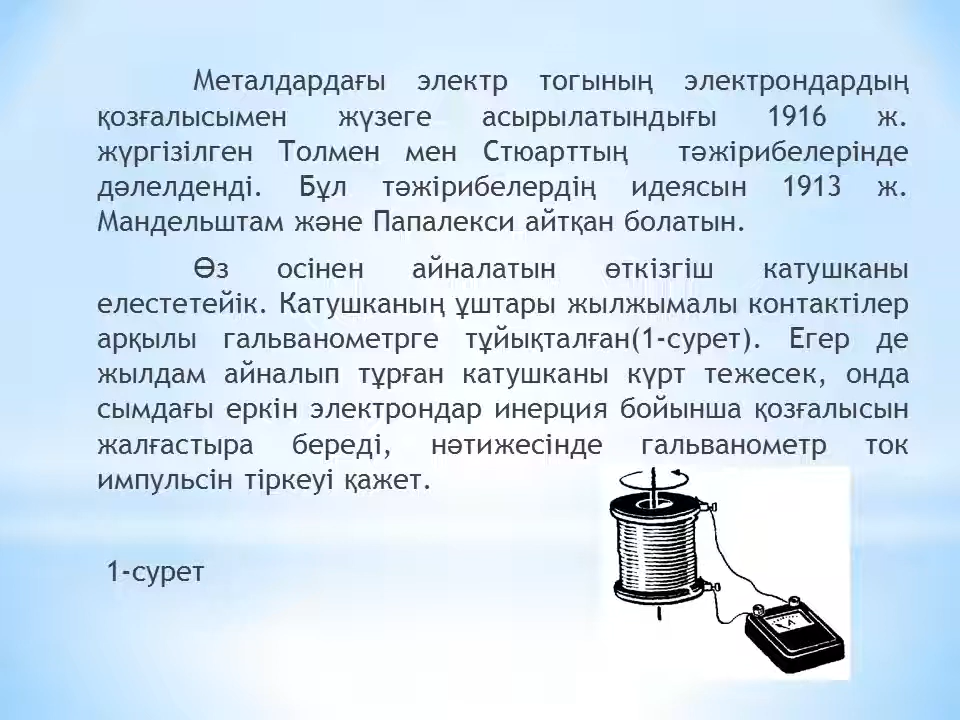 Металдардағы электр тогының электрондардың
қозғалысымен жүзеге асырылатындығы 1916 ж.
жүргізілген Толмен мен Стюарттың тәжірибелерінде
дәлелденді. Бұл тәжірибелердің идеясын 1913 ж.
Мандельштам және Папалекси айтқан болатын.
Өз осінен айналатын өткізгіш катушканы
елестетейік. Катушканың ұштары жылжымалы контактілер
арқылы гальванометрге тұйықталған(1-сурет). Егер де
жылдам айналып тұрған катушканы күрт тежесек, онда
сымдағы еркін электрондар инерция бойынша қозғалысын
жалғастыра береді, нәтижесінде гальванометр ток
импульсін тіркеуі қажет.
1-сурет
A